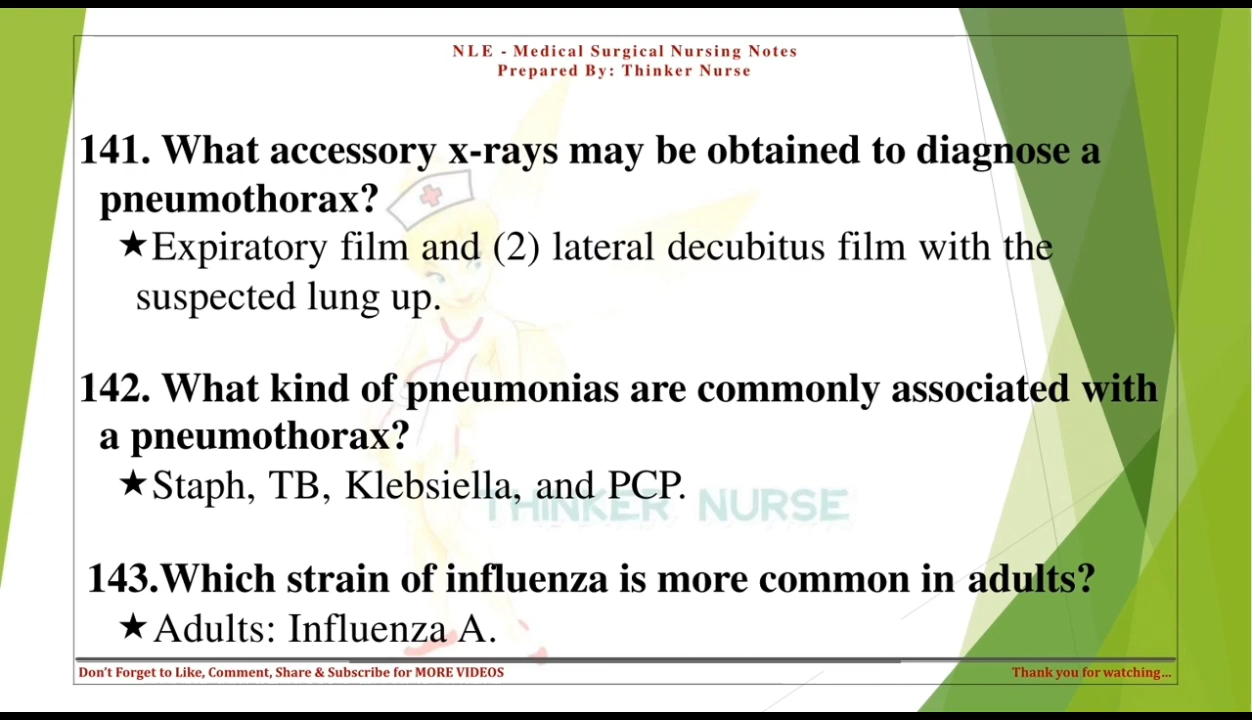 NLE - Medical Surgical Nursing Notes
Prepared By: Thinker Nurse
141. What accessory x-rays may be obtained to diagnose a
pneumothorax?
★Expiratory film and (2) lateral decubitus film with the
suspected lung up.
142. What kind of pneumonias are commonly associated with
a pneumothorax?
★Staph, TB, Klebsiella, and PCP.
THINKER NURSE
143.Which strain of influenza is more common in adults?
★Adults: Influenza A.
Don't Forget to Like, Comment, Share & Subscribe for MORE VIDEOS
Thank you for watching...